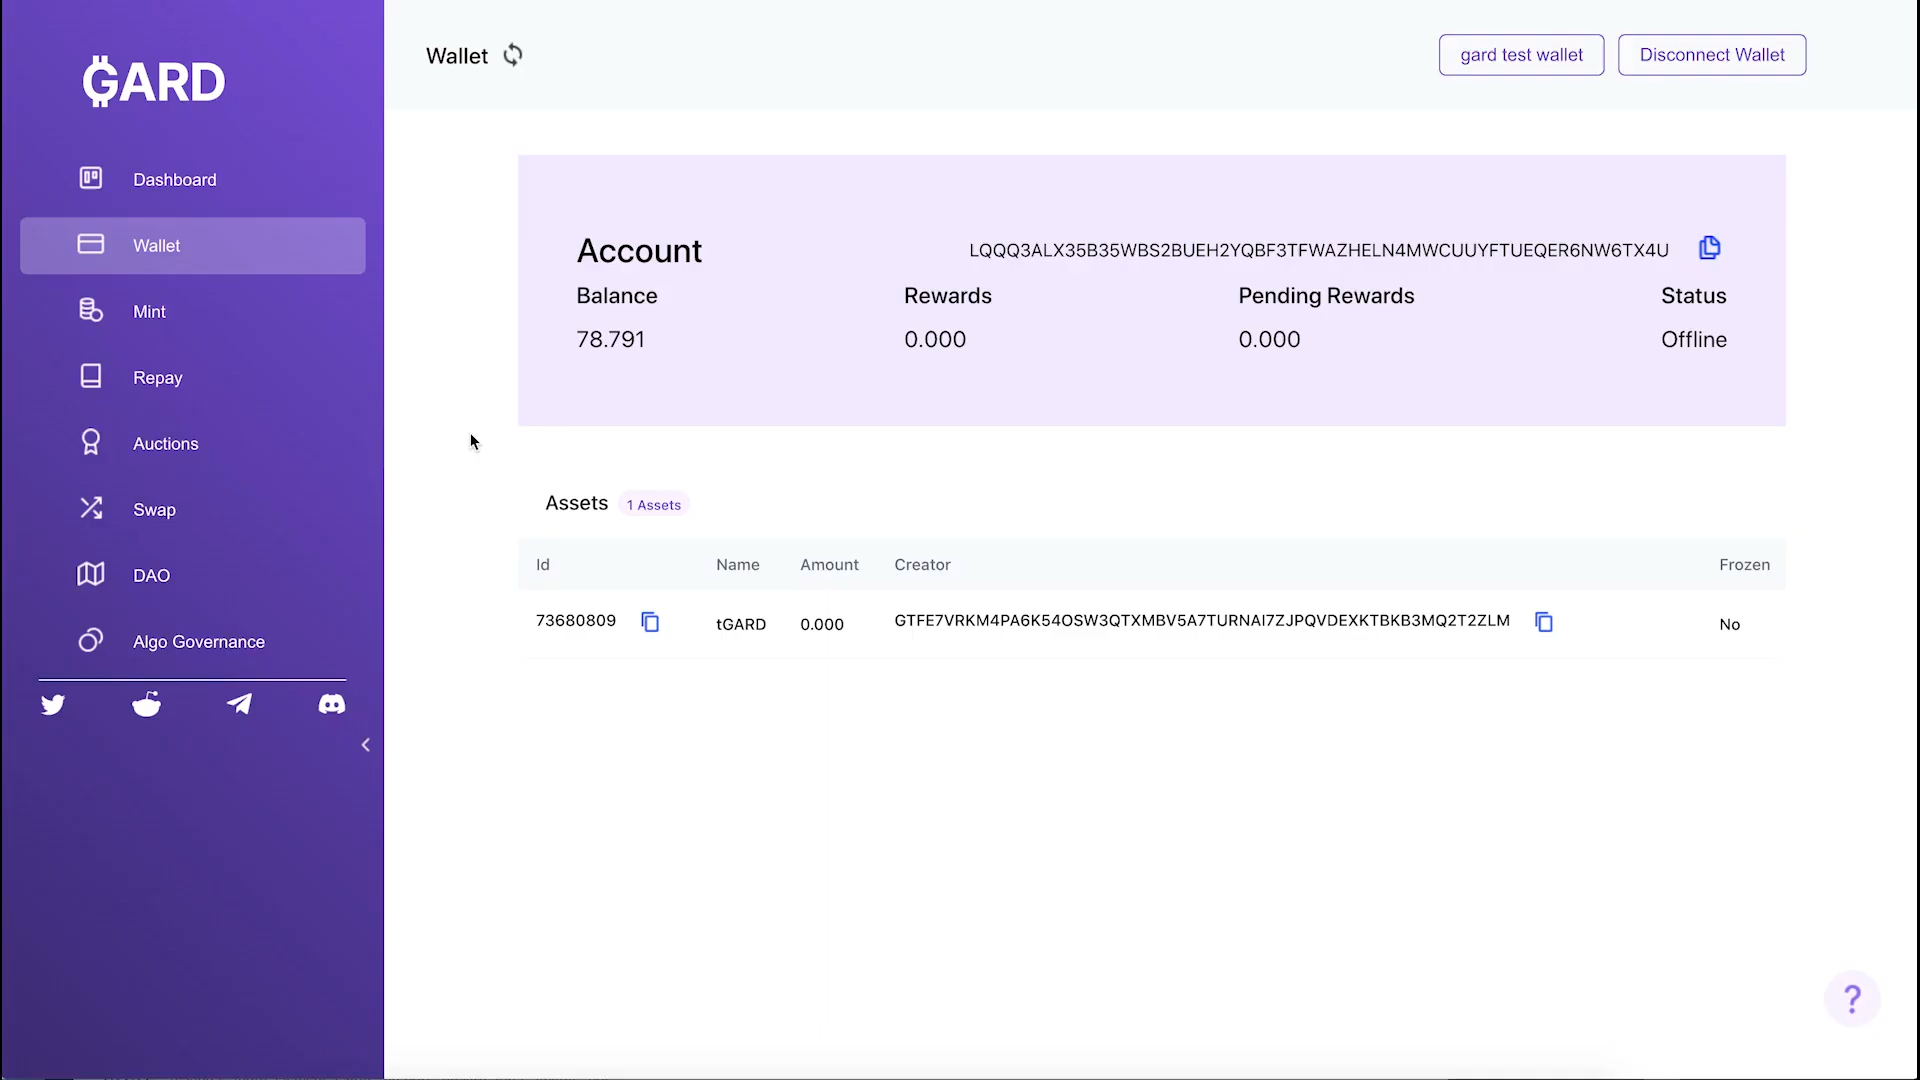 GARD
Dashboard
Wallet
Mint
Repay
Auctions
Swap
DAO
Algo Governance
Wallet
gard test wallet
Disconnect Wallet
Account
LQQQ3ALX35B35WBS2BUEH2YQBF3TFWAZHELN4MWCUUYFTUEQER6NW6TX4U
Balance Rewards Pending Rewards Status
78.791 0.000 0.000 Offline
Assets 1 Assets
Id Name Amount Creator Frozen
73680809 tGARD 0.000 GTFE7VRKM4PA6K54OSW3QTXMBV5A7TURNAI7ZJPQVDEXKTBKB3MQ2T2ZLM No
?